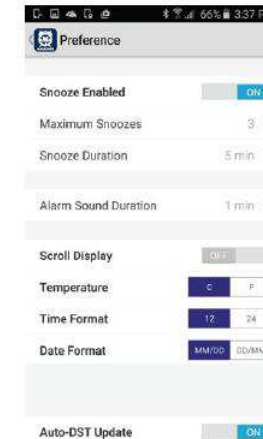 66% 3:37 P
Preference
Snooze Enabled ON
Maximum Snoozes 3
Snooze Duration 5 min
Alarm Sound Duration 1 min
Scroll Display OFF
Temperature C F
Time Format 12 24
Date Format MM/DD DD/MM
Auto-DST Update ON